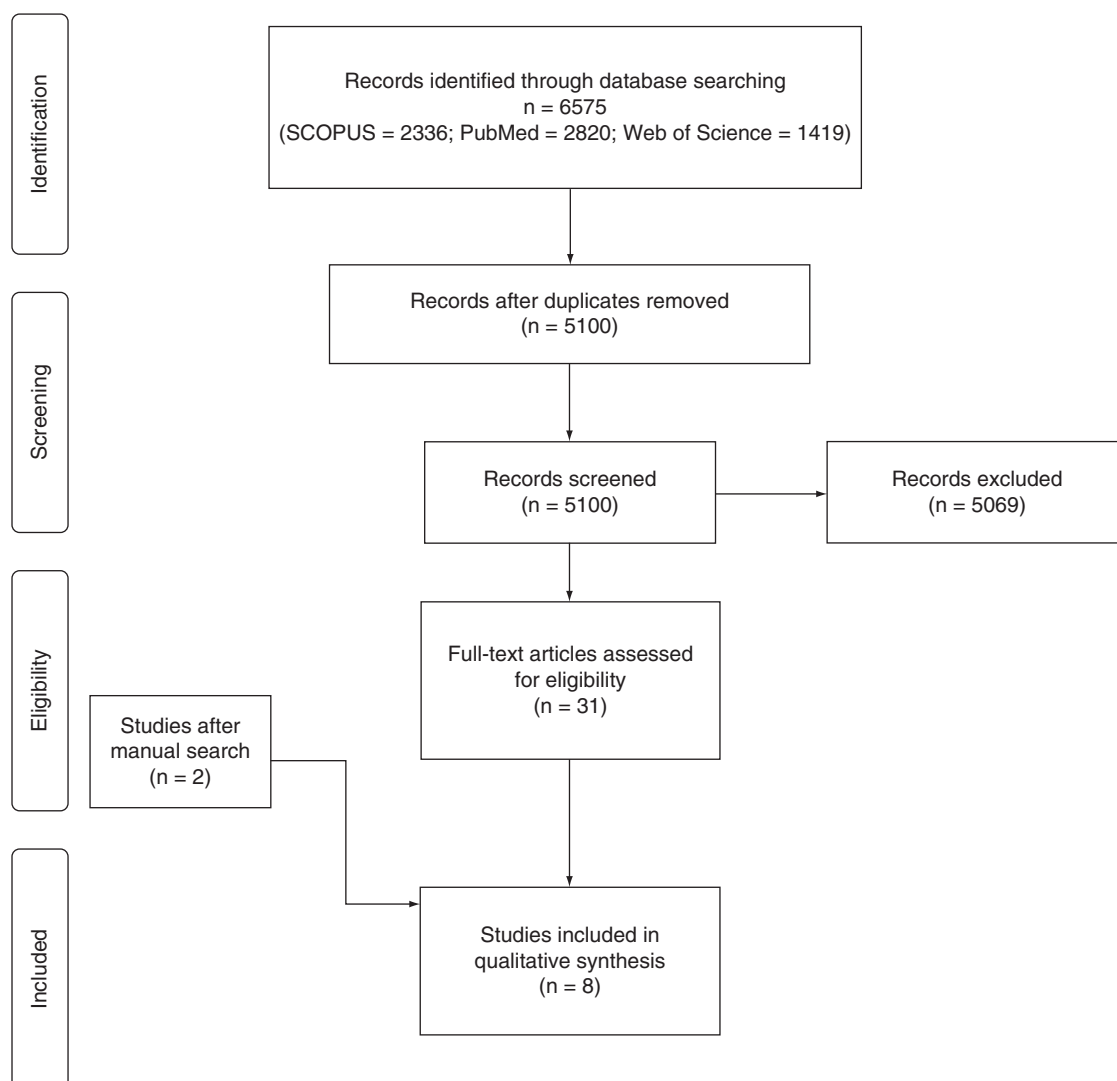 Identification
Records identified through database searching
n = 6575
(SCOPUS = 2336; PubMed = 2820; Web of Science = 1419)
Screening
Records after duplicates removed
(n = 5100)
Records screened
(n = 5100)
Records excluded
(n = 5069)
Eligibility
Full-text articles assessed
for eligibility
(n = 31)
Studies after
manual search
(n = 2)
Included
Studies included in
qualitative synthesis
(n = 8)